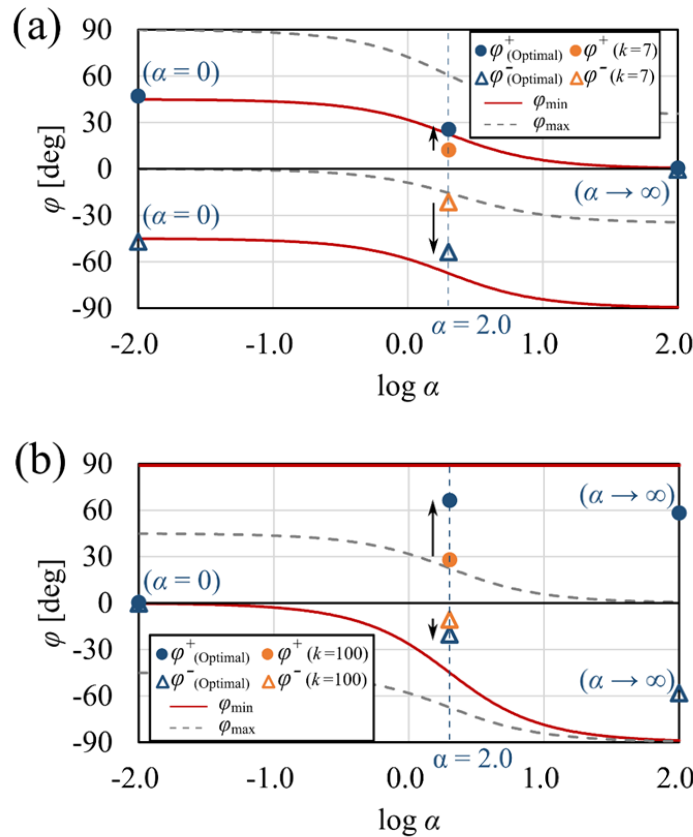 (a)
90
60
30
0
-30
-60
-90
φ [deg]
(α = 0)
(α = 0)
(α → ∞)
φ+(Optimal) φ+ (k=7)
φ-(Optimal) φ- (k=7)
φmin
φmax
α = 2.0
-2.0 -1.0 0.0 1.0 2.0
log α
(b)
90
60
30
0
-30
-60
-90
φ [deg]
(α → ∞)
(α = 0)
(α → ∞)
φ+(Optimal) φ+ (k=100)
φ-(Optimal) φ- (k=100)
φmin
φmax
α = 2.0
-2.0 -1.0 0.0 1.0 2.0
log α